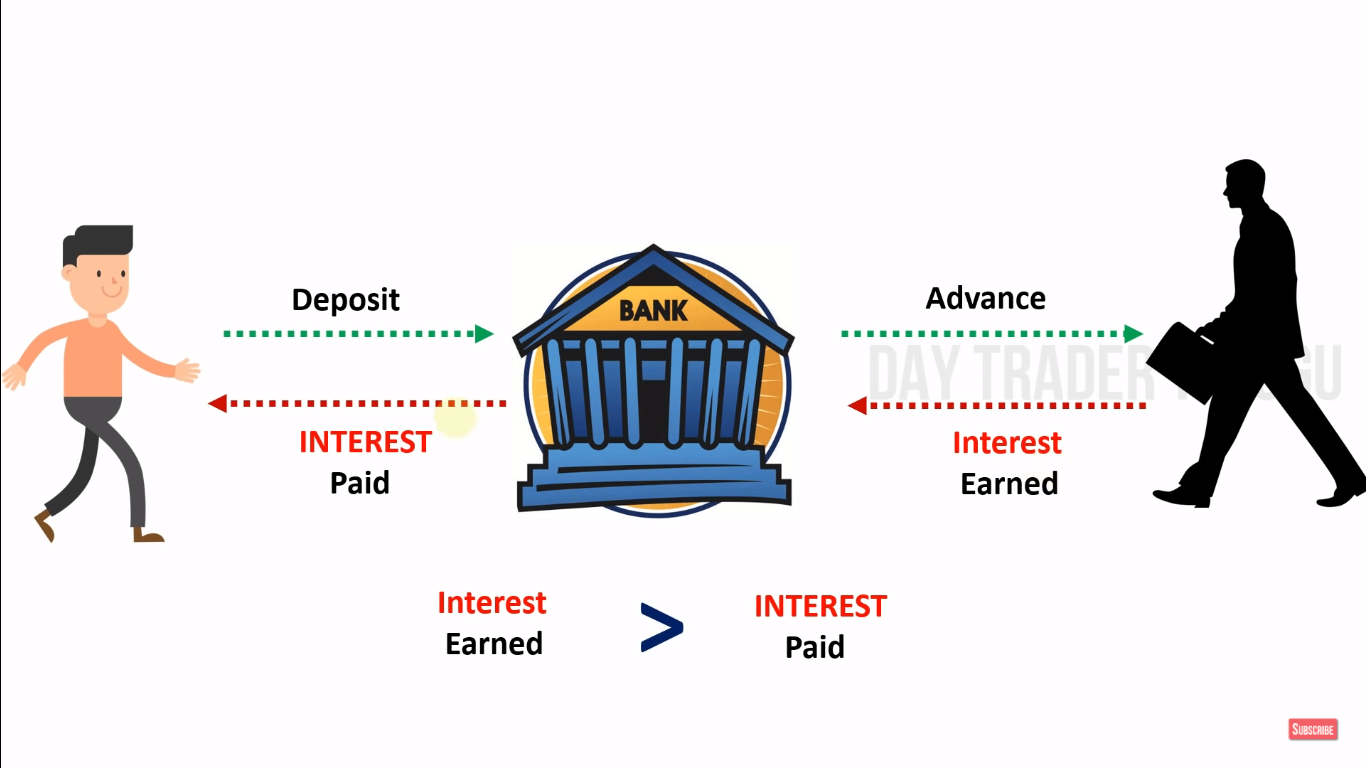 Deposit
BANK
Advance
DAY TRADER
INTEREST
Paid
Interest
Earned
Interest
Earned
>
INTEREST
Paid
SUBSCRIBE